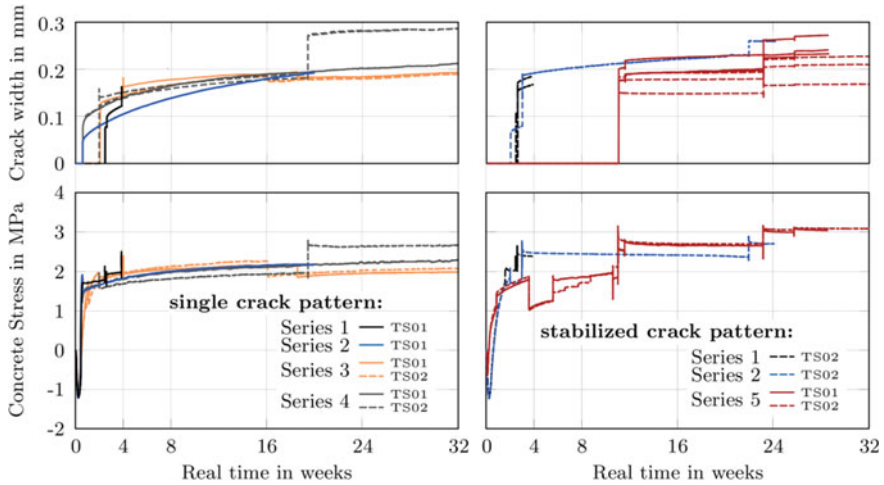 Crack width in mm
0.3
0.2
0.1
0
Concrete Stress in MPa
4
3
2
1
0
-1
-2
single crack pattern:
Series 1 TS01
Series 2 TS01
Series 3 TS01
TS02
Series 4 TS01
TS02
0 4 8 16 24 32
Real time in weeks
stabilized crack pattern:
Series 1 TS02
Series 2 TS02
Series 5 TS01
TS02
0 4 8 16 24 32
Real time in weeks